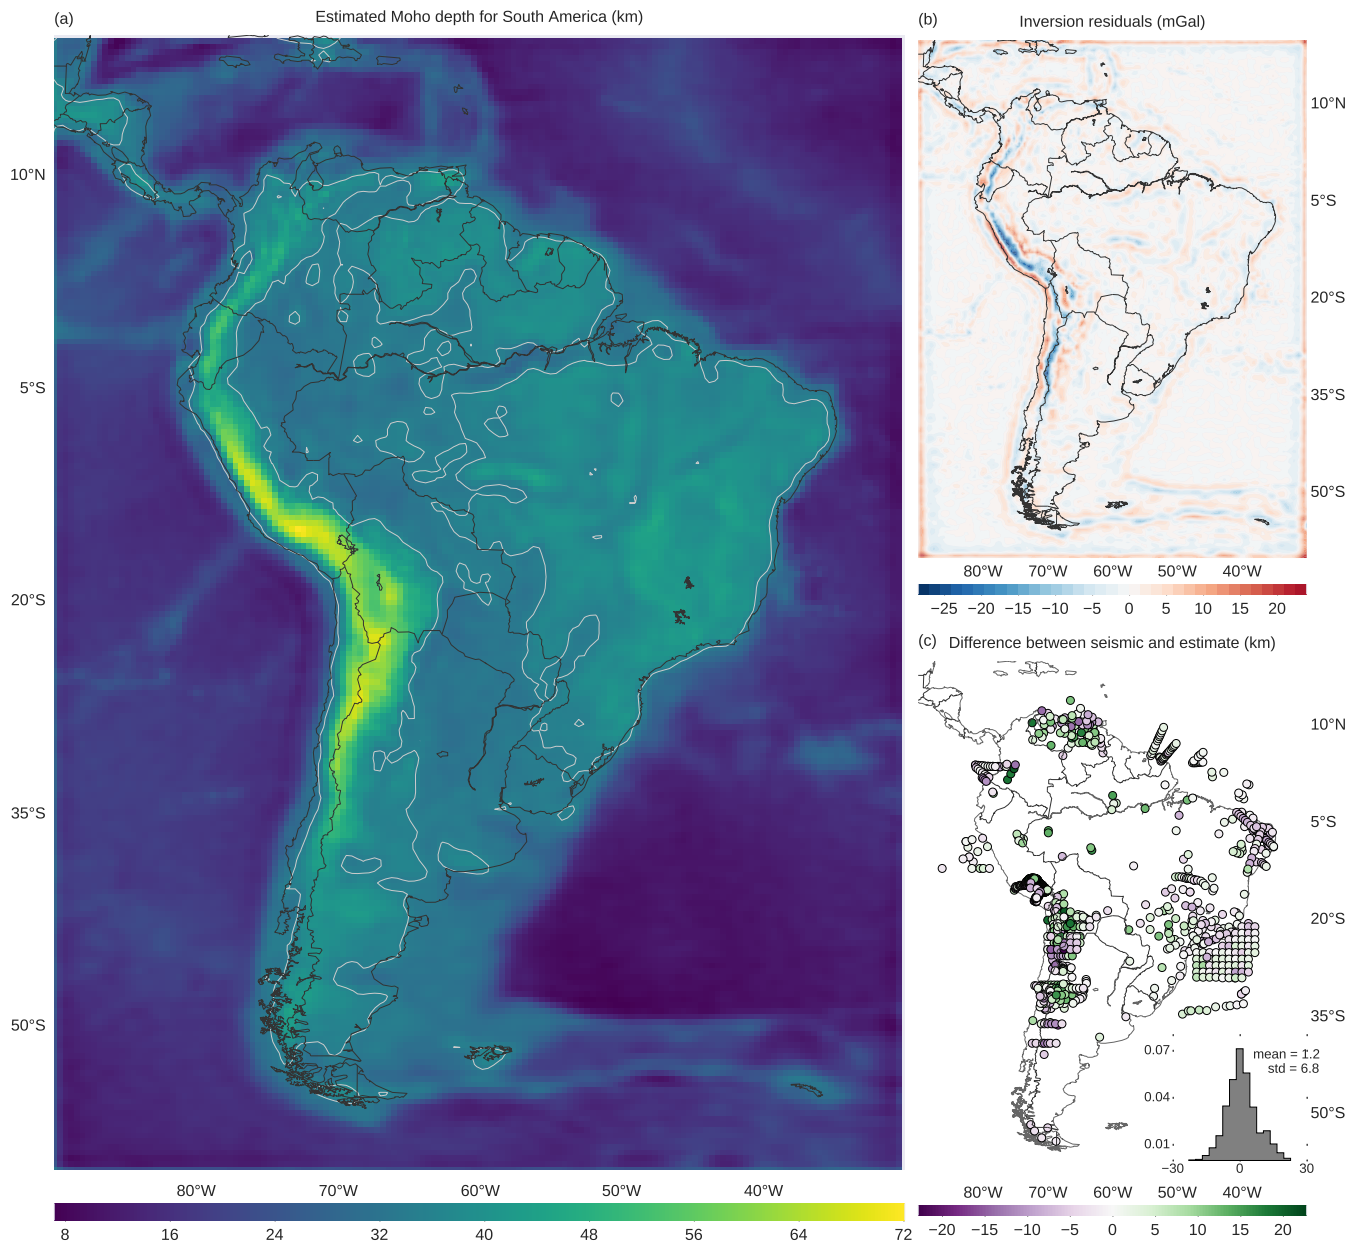 (a) Estimated Moho depth for South America (km)
10°N
5°S
20°S
35°S
50°S
80°W 70°W 60°W 50°W 40°W
8 16 24 32 40 48 56 64 72
(b) Inversion residuals (mGal)
10°N
5°S
20°S
35°S
50°S
80°W 70°W 60°W 50°W 40°W
−25 −20 −15 −10 −5 0 5 10 15 20
(c) Difference between seismic and estimate (km)
10°N
5°S
20°S
35°S
50°S
0.07
0.04
0.01
mean = 1.2
std = 6.8
−30 0 30
80°W 70°W 60°W 50°W 40°W
−20 −15 −10 −5 0 5 10 15 20